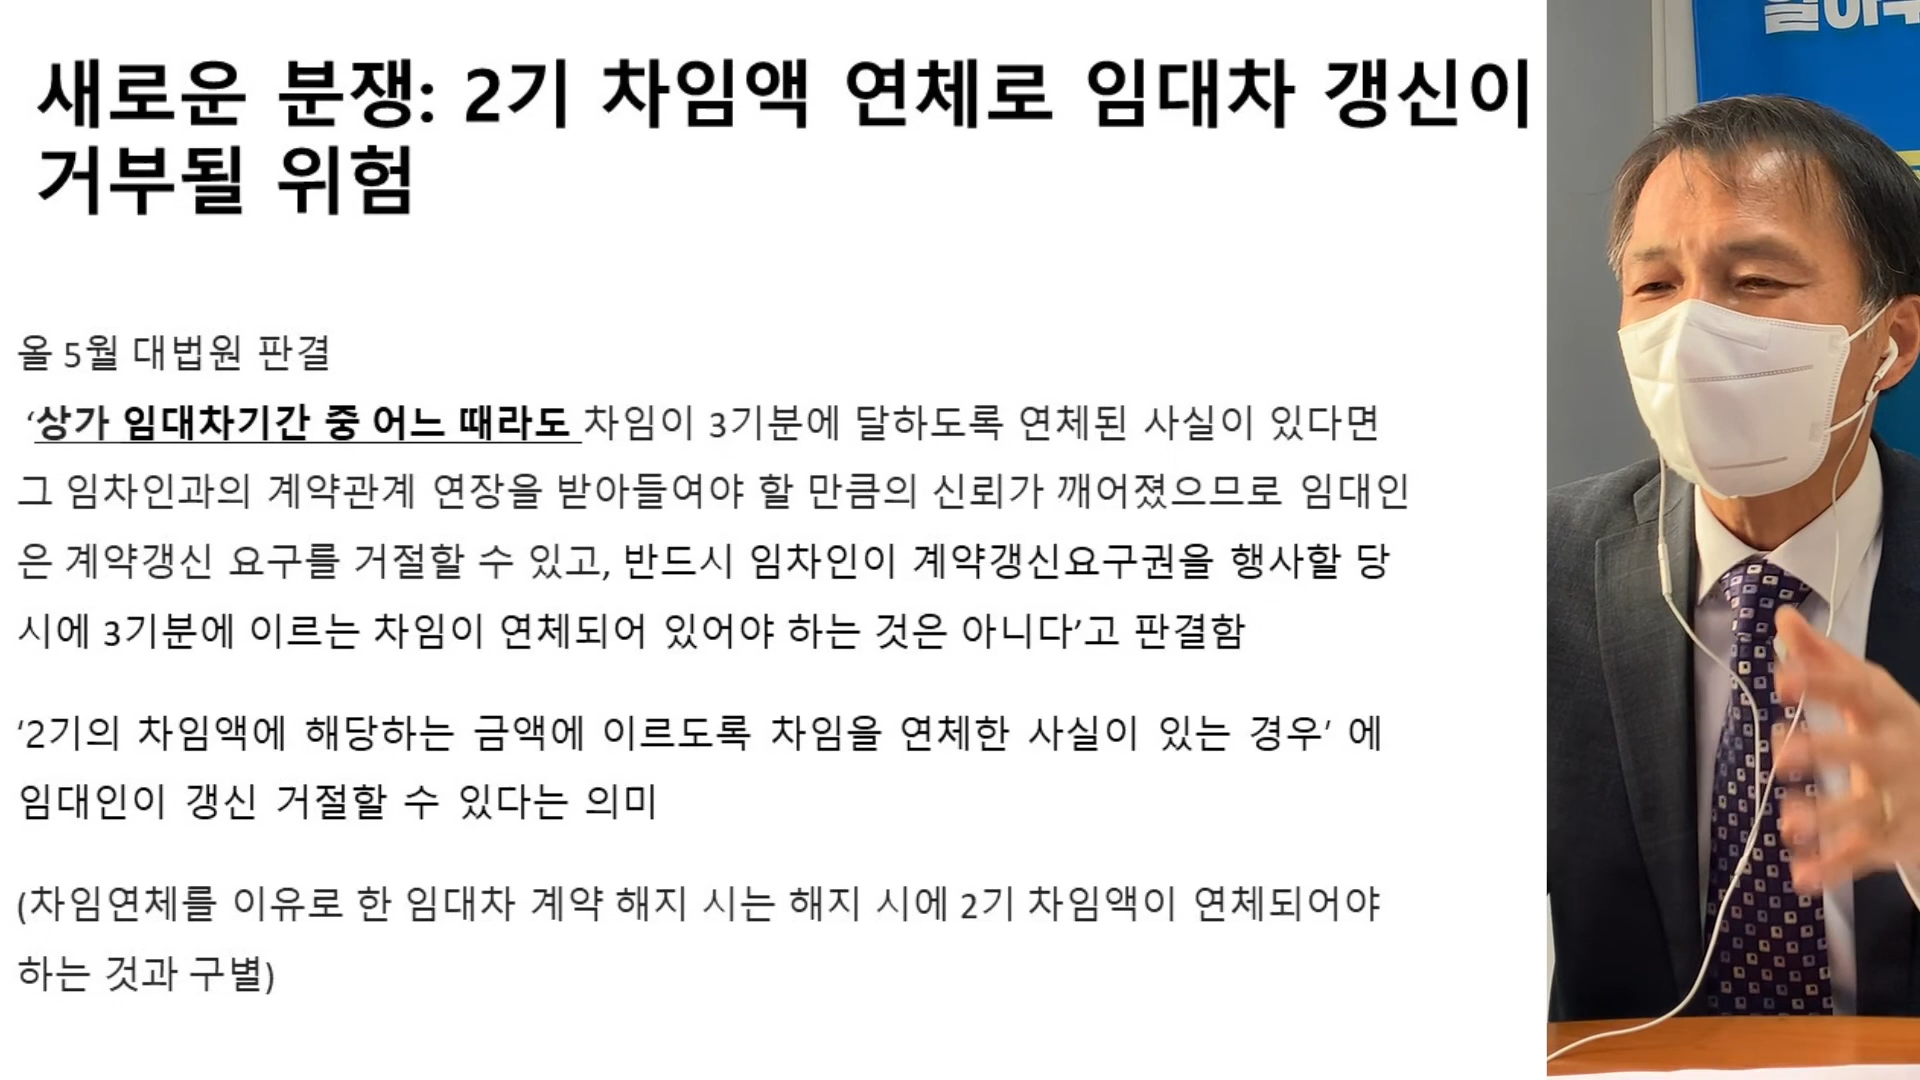 새로운 분쟁: 2기 차임액 연체로 임대차 갱신이
거부될 위험
올 5월 대법원 판결
‘상가 임대차기간 중 어느 때라도 차임이 3기분에 달하도록 연체된 사실이 있다면
그 임차인과의 계약관계 연장을 받아들여야 할 만큼의 신뢰가 깨어졌으므로 임대인
은 계약갱신 요구를 거절할 수 있고, 반드시 임차인이 계약갱신요구권을 행사할 당
시에 3기분에 이르는 차임이 연체되어 있어야 하는 것은 아니다’고 판결함
‘2기의 차임액에 해당하는 금액에 이르도록 차임을 연체한 사실이 있는 경우’ 에
임대인이 갱신 거절할 수 있다는 의미
(차임연체를 이유로 한 임대차 계약 해지 시는 해지 시에 2기 차임액이 연체되어야
하는 것과 구별)